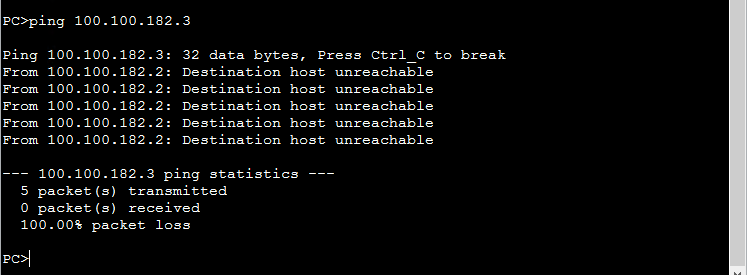 PC>ping 100.100.182.3
Ping 100.100.182.3: 32 data bytes, Press Ctrl_C to break
From 100.100.182.2: Destination host unreachable
From 100.100.182.2: Destination host unreachable
From 100.100.182.2: Destination host unreachable
From 100.100.182.2: Destination host unreachable
From 100.100.182.2: Destination host unreachable
--- 100.100.182.3 ping statistics ---
  5 packet(s) transmitted
  0 packet(s) received
  100.00% packet loss
PC>